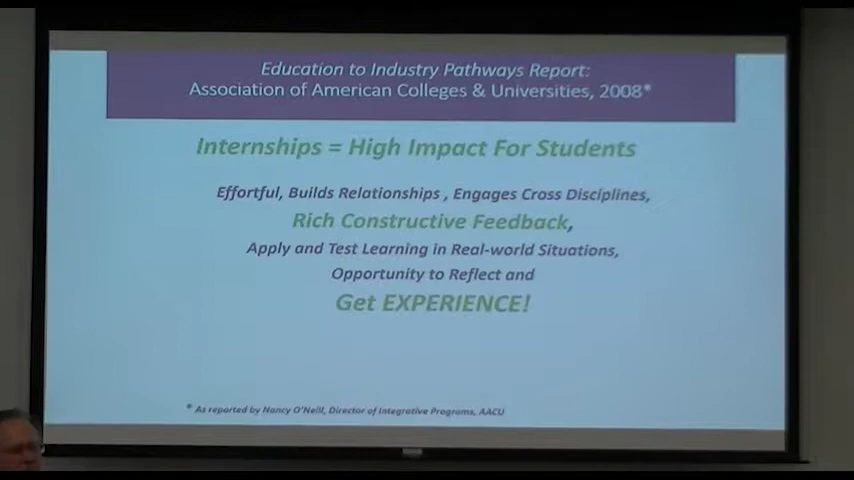 Education to Industry Pathways Report:
Association of American Colleges & Universities, 2008*
Internships = High Impact For Students
Effortful, Builds Relationships , Engages Cross Disciplines,
Rich Constructive Feedback,
Apply and Test Learning in Real-world Situations,
Opportunity to Reflect and
Get EXPERIENCE!
* As reported by Nancy O'Neill, Director of Integrative Programs, AACU